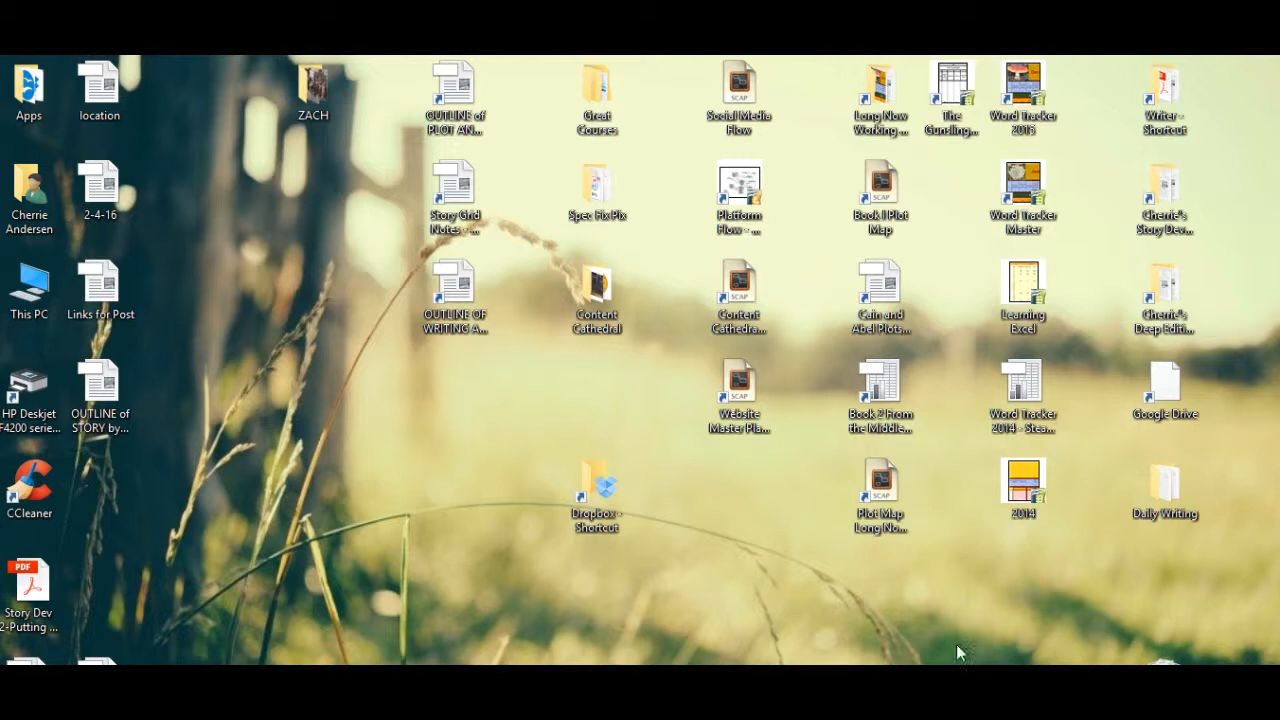 Apps
location
ZACH
OUTLINE of
PLOT AN...
Great
Courses
SCAP
Social Media
Flow
Long Now
Working ...
The
Gunsling...
Word Tracker
2015
Writer -
Shortcut
Cherrie
Andersen
2-4-16
Story Grid
Notes - ...
Spec Fix Pix
Platform
Flow - ...
SCAP
Book I Plot
Map
Word Tracker
Master
Cherrie's
Story Dev...
This PC
Links for Post
OUTLINE OF
WRITING A...
Content
Cathedral
SCAP
Content
Cathedra...
Cain and
Abel Plots...
Learning
Excel
Cherrie's
Deep Editi...
HP Deskjet
F4200 serie...
OUTLINE of
STORY by...
SCAP
Website
Master Pla...
Book 2 From
the Middle...
Word Tracker
2014 - Stea...
Google Drive
CCleaner
Dropbox -
Shortcut
SCAP
Plot Map
Long No...
2014
Daily Writing
PDF
Story Dev
2-Putting ...